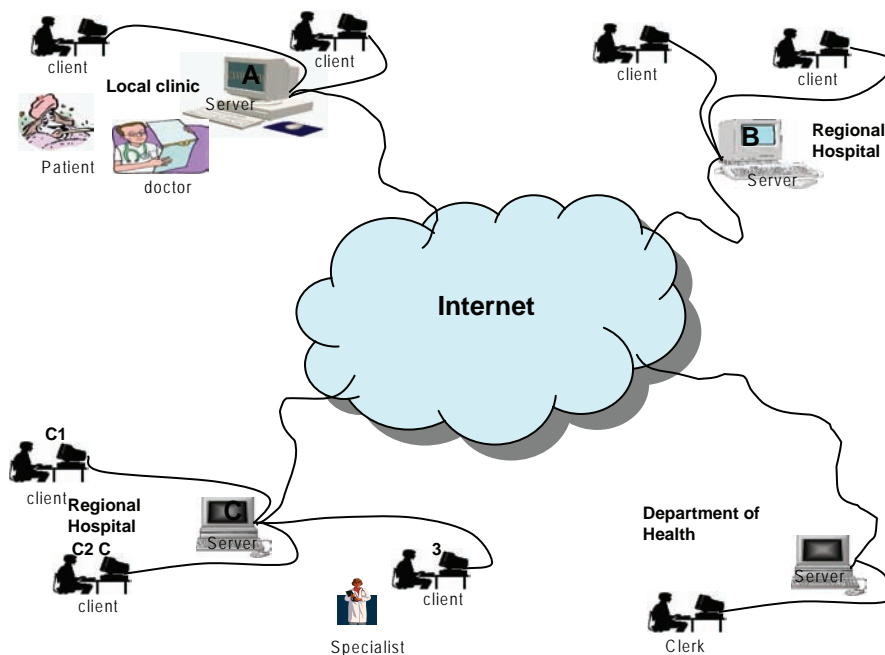 client
client
Local clinic
A
Server
Patient
doctor
client
client
B
Regional
Hospital
Server
Internet
C1
client
Regional
Hospital
C
Server
C2 C
client
3
client
Specialist
Department of
Health
Server
Clerk